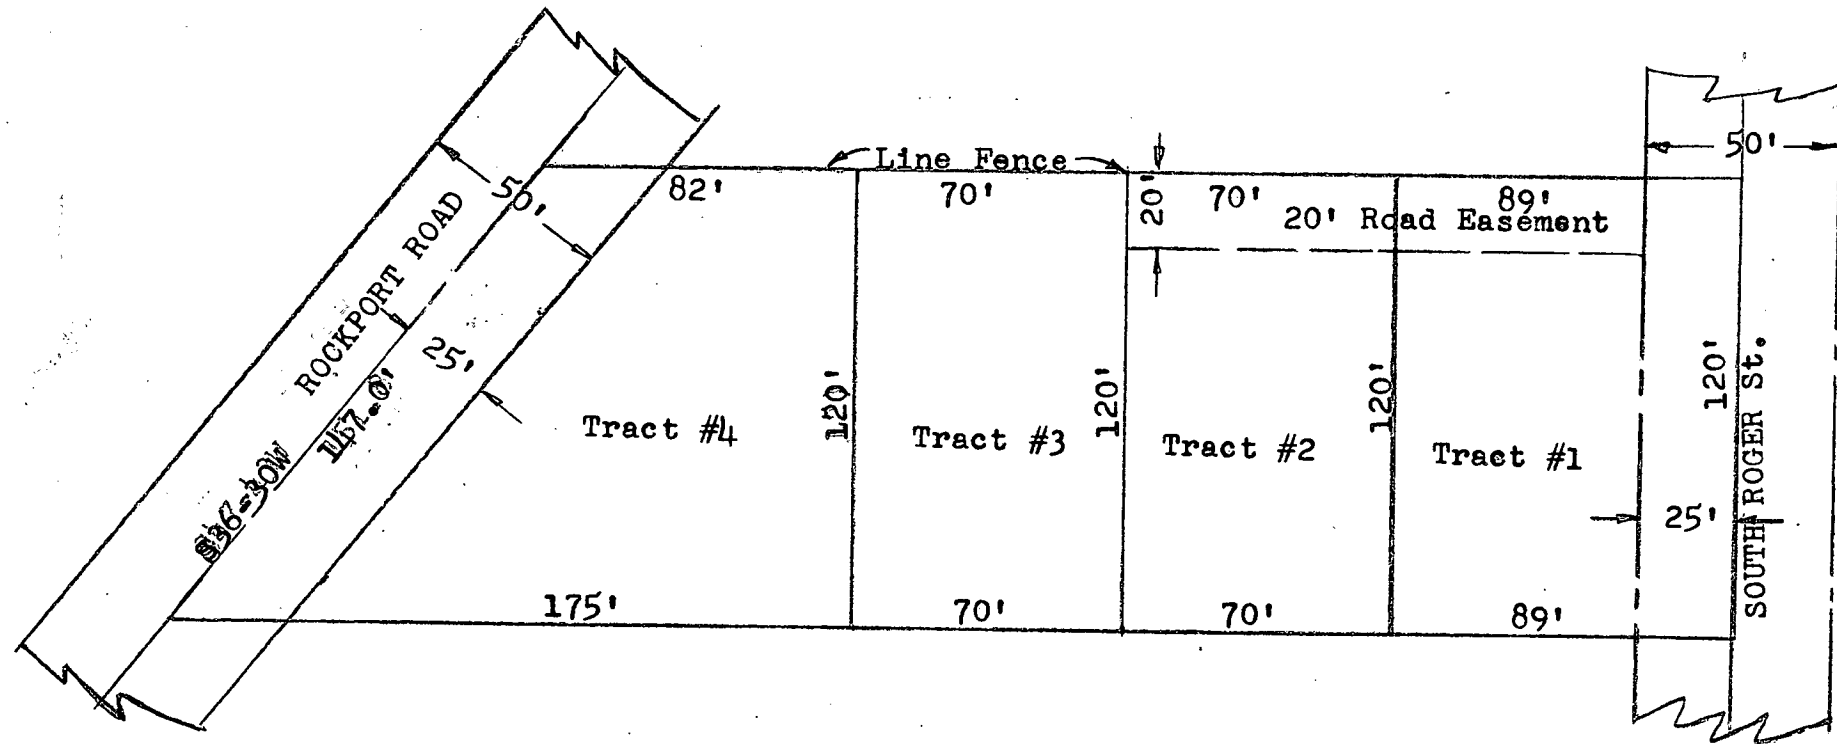 Line Fence
50'
82'
70'
70'
89'
20'
20' Road Easement
50'
ROCKPORT ROAD
25'
120'
120'
120'
120'
Tract #4
Tract #3
Tract #2
Tract #1
25'
SOUTH ROGER St.
175'
70'
70'
89'